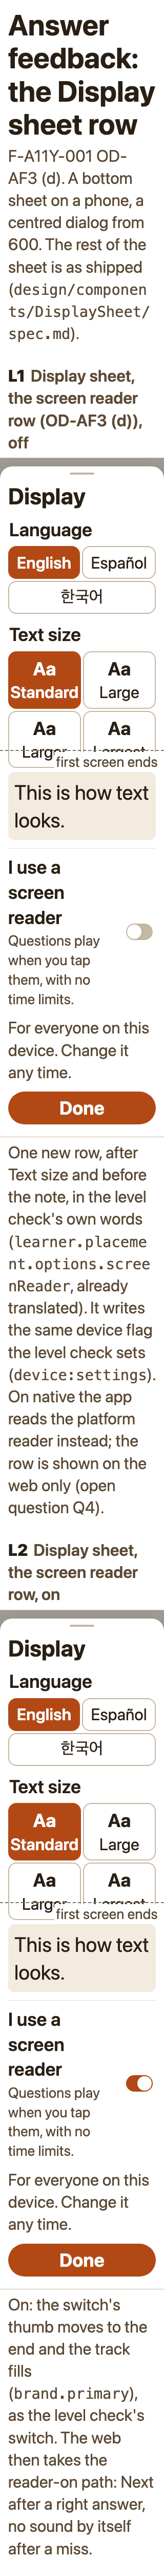 Answer
feedback:
the Display
sheet row
F-A11Y-001 OD-
AF3 (d). A bottom
sheet on a phone, a
centred dialog from
600. The rest of the
sheet is as shipped
(design/componen
ts/DisplaySheet/
spec.md).
L1 Display sheet,
the screen reader
row (OD-AF3 (d)),
off
Display
Language
English Español
한국어
Text size
Aa Aa
Standard Large
Aa Aa
Larger Largest
first screen ends
This is how text
looks.
I use a
screen
reader
Questions play
when you tap
them, with no
time limits.
For everyone on this
device. Change it
any time.
Done
One new row, after
Text size and before
the note, in the level
check's own words
(learner.placeme
nt.options.scree
nReader, already
translated). It writes
the same device flag
the level check sets
(device:settings).
On native the app
reads the platform
reader instead; the
row is shown on the
web only (open
question Q4).
L2 Display sheet,
the screen reader
row, on
Display
Language
English Español
한국어
Text size
Aa Aa
Standard Large
Aa Aa
Larger Largest
first screen ends
This is how text
looks.
I use a
screen
reader
Questions play
when you tap
them, with no
time limits.
For everyone on this
device. Change it
any time.
Done
On: the switch's
thumb moves to the
end and the track
fills
(brand.primary),
as the level check's
switch. The web
then takes the
reader-on path: Next
after a right answer,
no sound by itself
after a miss.